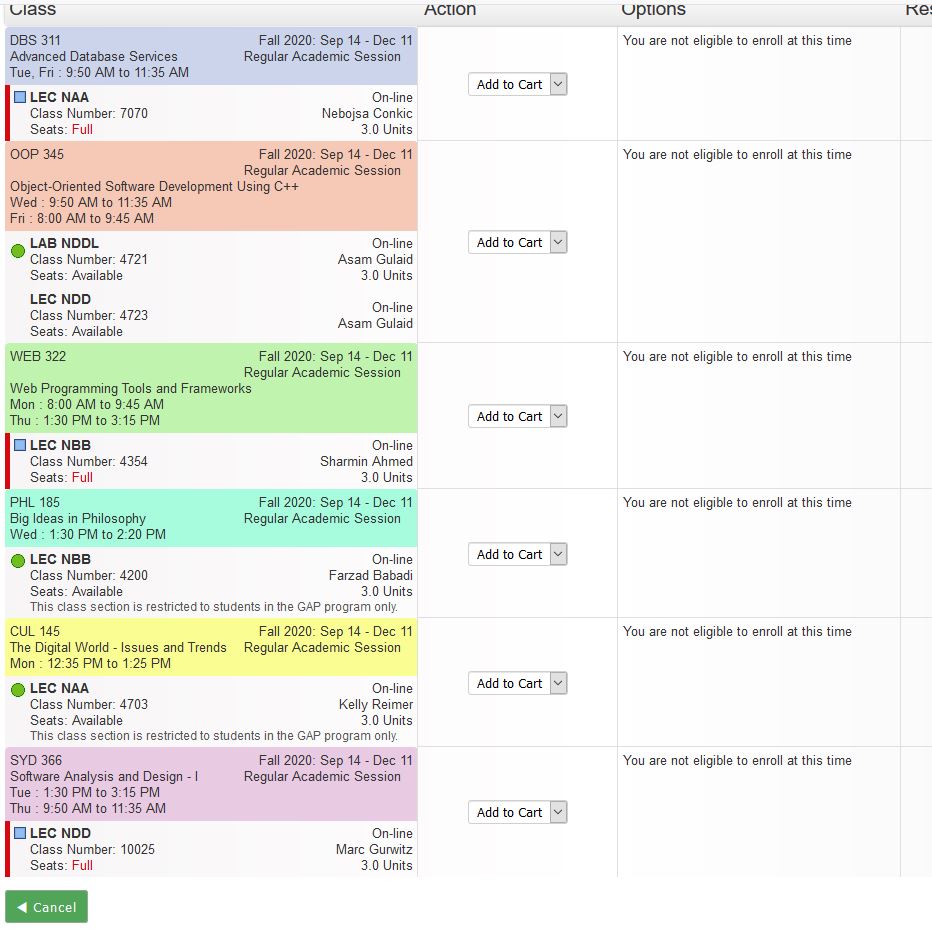 Class Action Options Res
DBS 311 Fall 2020: Sep 14 - Dec 11 You are not eligible to enroll at this time
Advanced Database Services Regular Academic Session
Tue, Fri : 9:50 AM to 11:35 AM
Add to Cart
LEC NAA On-line
Class Number: 7070 Nebojsa Conkic
Seats: Full 3.0 Units
OOP 345 Fall 2020: Sep 14 - Dec 11 You are not eligible to enroll at this time
Regular Academic Session
Object-Oriented Software Development Using C++
Wed : 9:50 AM to 11:35 AM
Fri : 8:00 AM to 9:45 AM
LAB NDDL On-line Add to Cart
Class Number: 4721 Asam Gulaid
Seats: Available 3.0 Units
LEC NDD On-line
Class Number: 4723 Asam Gulaid
Seats: Available
WEB 322 Fall 2020: Sep 14 - Dec 11 You are not eligible to enroll at this time
Regular Academic Session
Web Programming Tools and Frameworks
Mon : 8:00 AM to 9:45 AM
Thu : 1:30 PM to 3:15 PM Add to Cart
LEC NBB On-line
Class Number: 4354 Sharmin Ahmed
Seats: Full 3.0 Units
PHL 185 Fall 2020: Sep 14 - Dec 11 You are not eligible to enroll at this time
Big Ideas in Philosophy Regular Academic Session
Wed : 1:30 PM to 2:20 PM
LEC NBB On-line Add to Cart
Class Number: 4200 Farzad Babadi
Seats: Available 3.0 Units
This class section is restricted to students in the GAP program only.
CUL 145 Fall 2020: Sep 14 - Dec 11 You are not eligible to enroll at this time
The Digital World - Issues and Trends Regular Academic Session
Mon : 12:35 PM to 1:25 PM
LEC NAA On-line Add to Cart
Class Number: 4703 Kelly Reimer
Seats: Available 3.0 Units
This class section is restricted to students in the GAP program only.
SYD 366 Fall 2020: Sep 14 - Dec 11 You are not eligible to enroll at this time
Software Analysis and Design - I Regular Academic Session
Tue : 1:30 PM to 3:15 PM
Thu : 9:50 AM to 11:35 AM Add to Cart
LEC NDD On-line
Class Number: 10025 Marc Gurwitz
Seats: Full 3.0 Units
Cancel